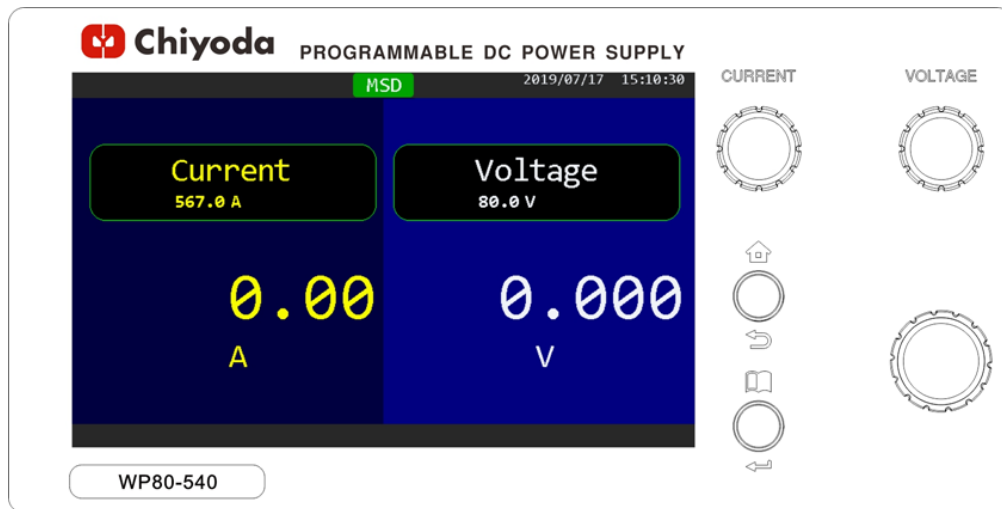 Chiyoda PROGRAMMABLE DC POWER SUPPLY
MSD 2019/07/17 15:10:30
CURRENT VOLTAGE
Current
567.0 A
Voltage
80.0 V
0.00
A
0.000
V
WP80-540